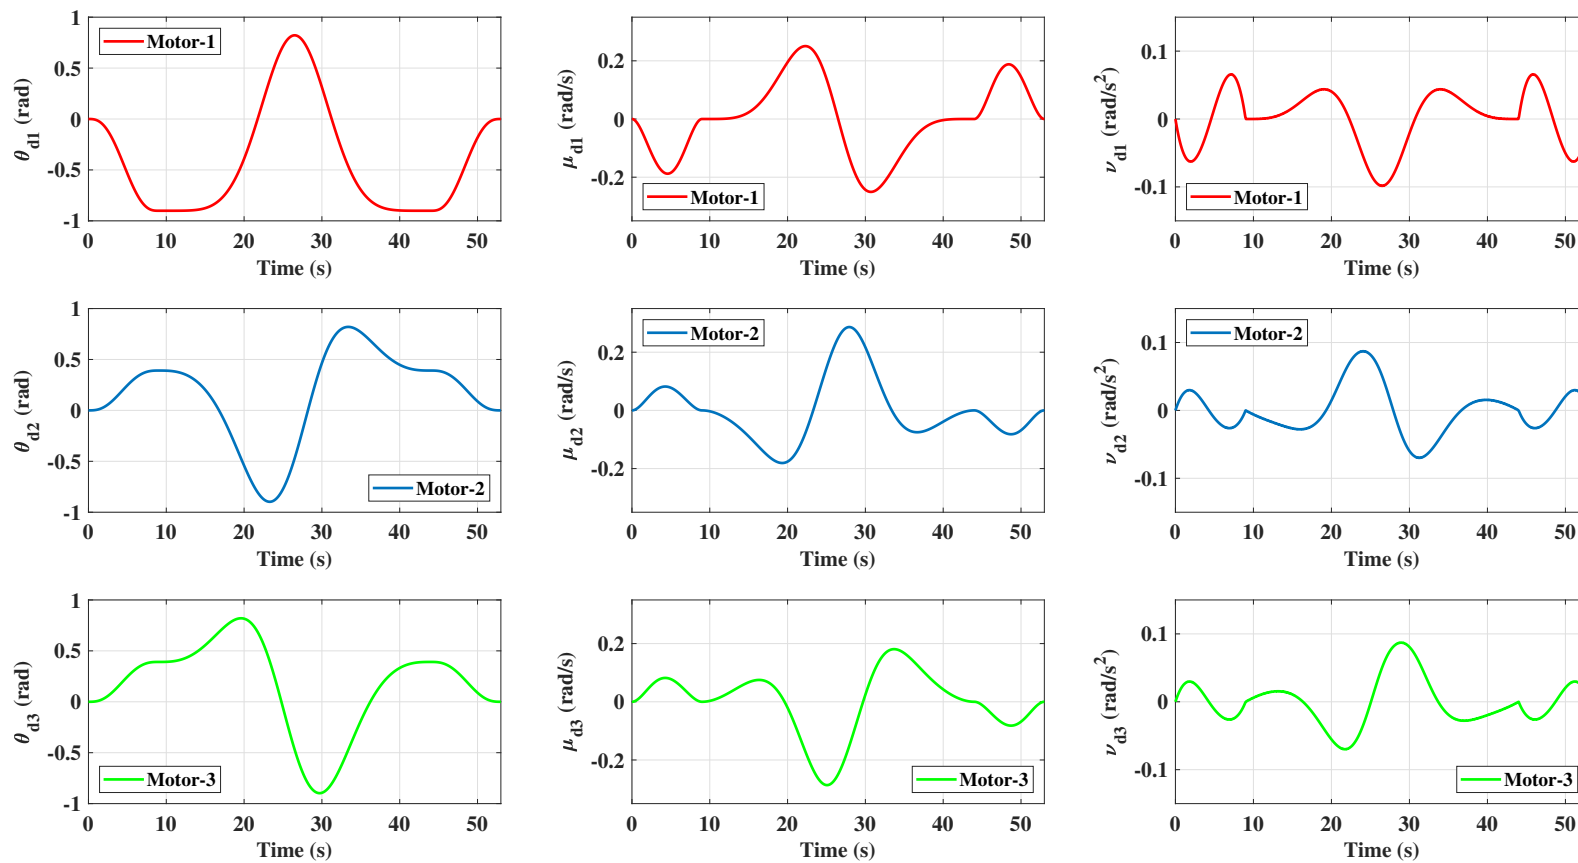 1
0.5
0
-0.5
-1
θd1 (rad)
Motor-1
0 10 20 30 40 50
Time (s)
0.2
0
-0.2
μd1 (rad/s)
Motor-1
0 10 20 30 40 50
Time (s)
0.1
0
-0.1
νd1 (rad/s²)
Motor-1
0 10 20 30 40 50
Time (s)
1
0.5
0
-0.5
-1
θd2 (rad)
Motor-2
0 10 20 30 40 50
Time (s)
0.2
0
-0.2
μd2 (rad/s)
Motor-2
0 10 20 30 40 50
Time (s)
0.1
0
-0.1
νd2 (rad/s²)
Motor-2
0 10 20 30 40 50
Time (s)
1
0.5
0
-0.5
-1
θd3 (rad)
Motor-3
0 10 20 30 40 50
Time (s)
0.2
0
-0.2
μd3 (rad/s)
Motor-3
0 10 20 30 40 50
Time (s)
0.1
0
-0.1
νd3 (rad/s²)
Motor-3
0 10 20 30 40 50
Time (s)